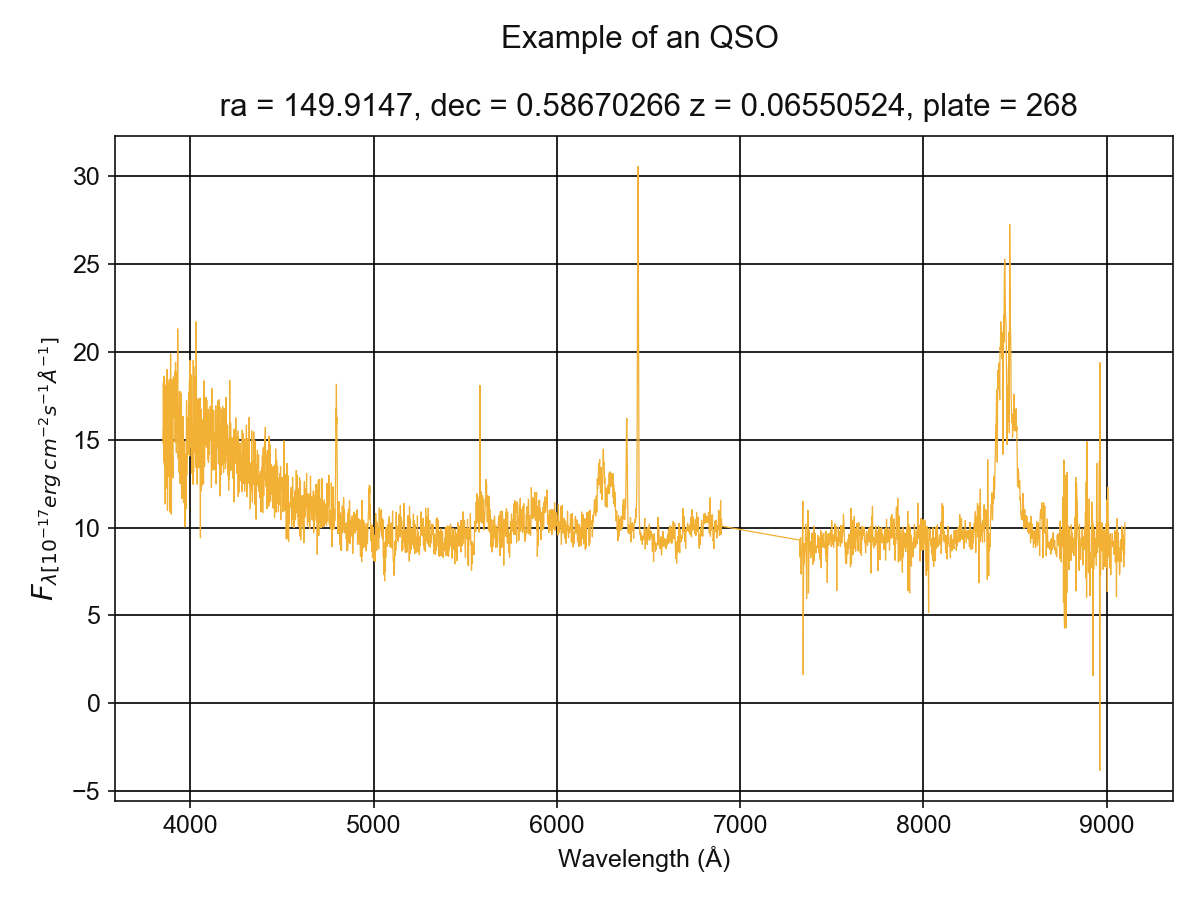 Example of an QSO
ra = 149.9147, dec = 0.58670266 z = 0.06550524, plate = 268
30
25
20
15
10
5
0
−5
F_λ[10^{−17}erg cm^{−2}s^{−1}Å^{−1}]
4000 5000 6000 7000 8000 9000
Wavelength (Å)